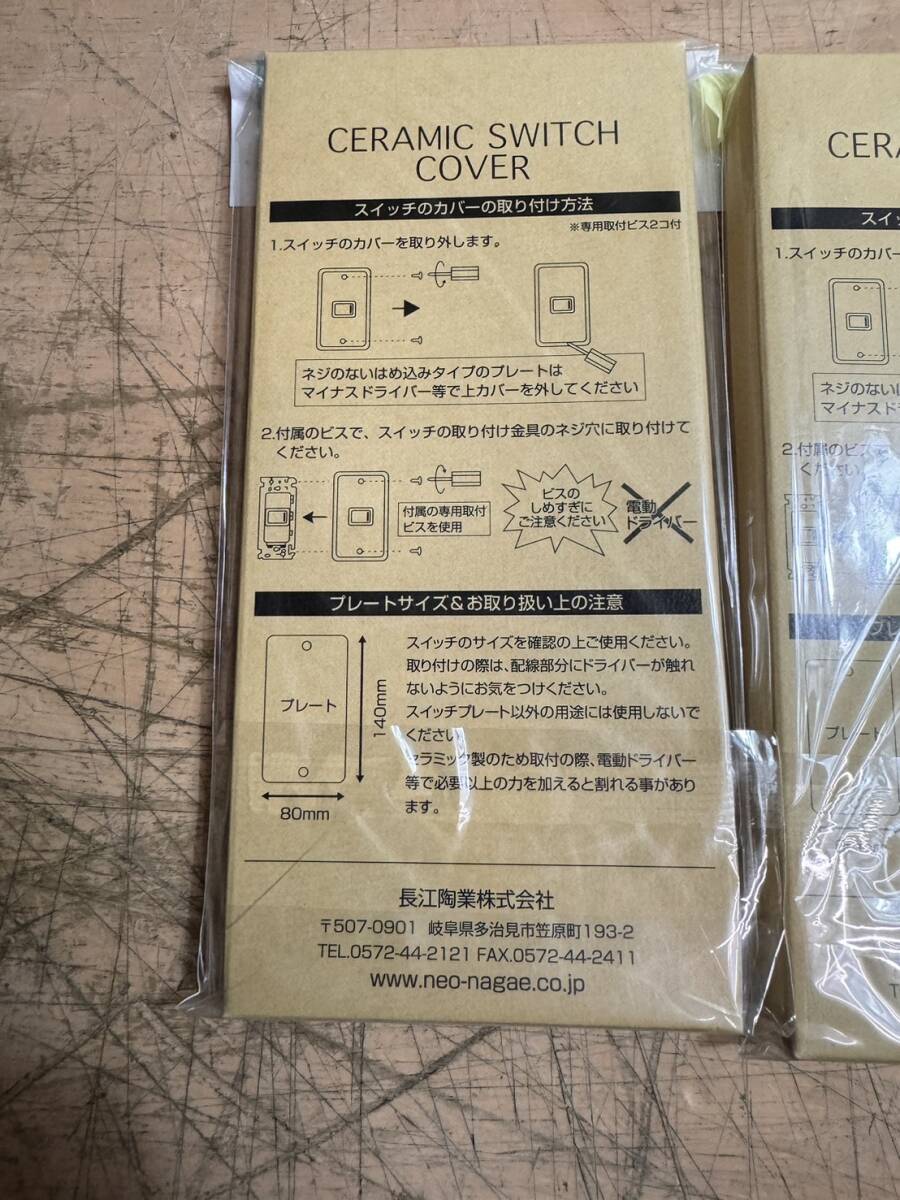 CERAMIC SWITCH
COVER
スイッチのカバーの取り付け方法
※専用取付ビス2コ付
1.スイッチのカバーを取り外します。
ネジのないはめ込みタイプのプレートは
マイナスドライバー等で上カバーを外してください
2.付属のビスで、スイッチの取り付け金具のネジ穴に取り付けて
ください。
付属の専用取付
ビスを使用
ビスの
しめすぎに
ご注意ください
電動
ドライバー
プレートサイズ&お取り扱い上の注意
プレート
140mm
80mm
スイッチのサイズを確認の上ご使用ください。
取り付けの際は、配線部分にドライバーが触れ
ないようにお気をつけください。
スイッチプレート以外の用途には使用しないで
ください。
セラミック製のため取付の際、電動ドライバー
等で必要以上の力を加えると割れる事があり
ます。
長江陶業株式会社
〒507-0901 岐阜県多治見市笠原町193-2
TEL.0572-44-2121 FAX.0572-44-2411
www.neo-nagae.co.jp
CERA
スイッ
1.スイッチのカバー
ネジのない
マイナスド
2.付属のビス
ください。
プレ
プレート
T